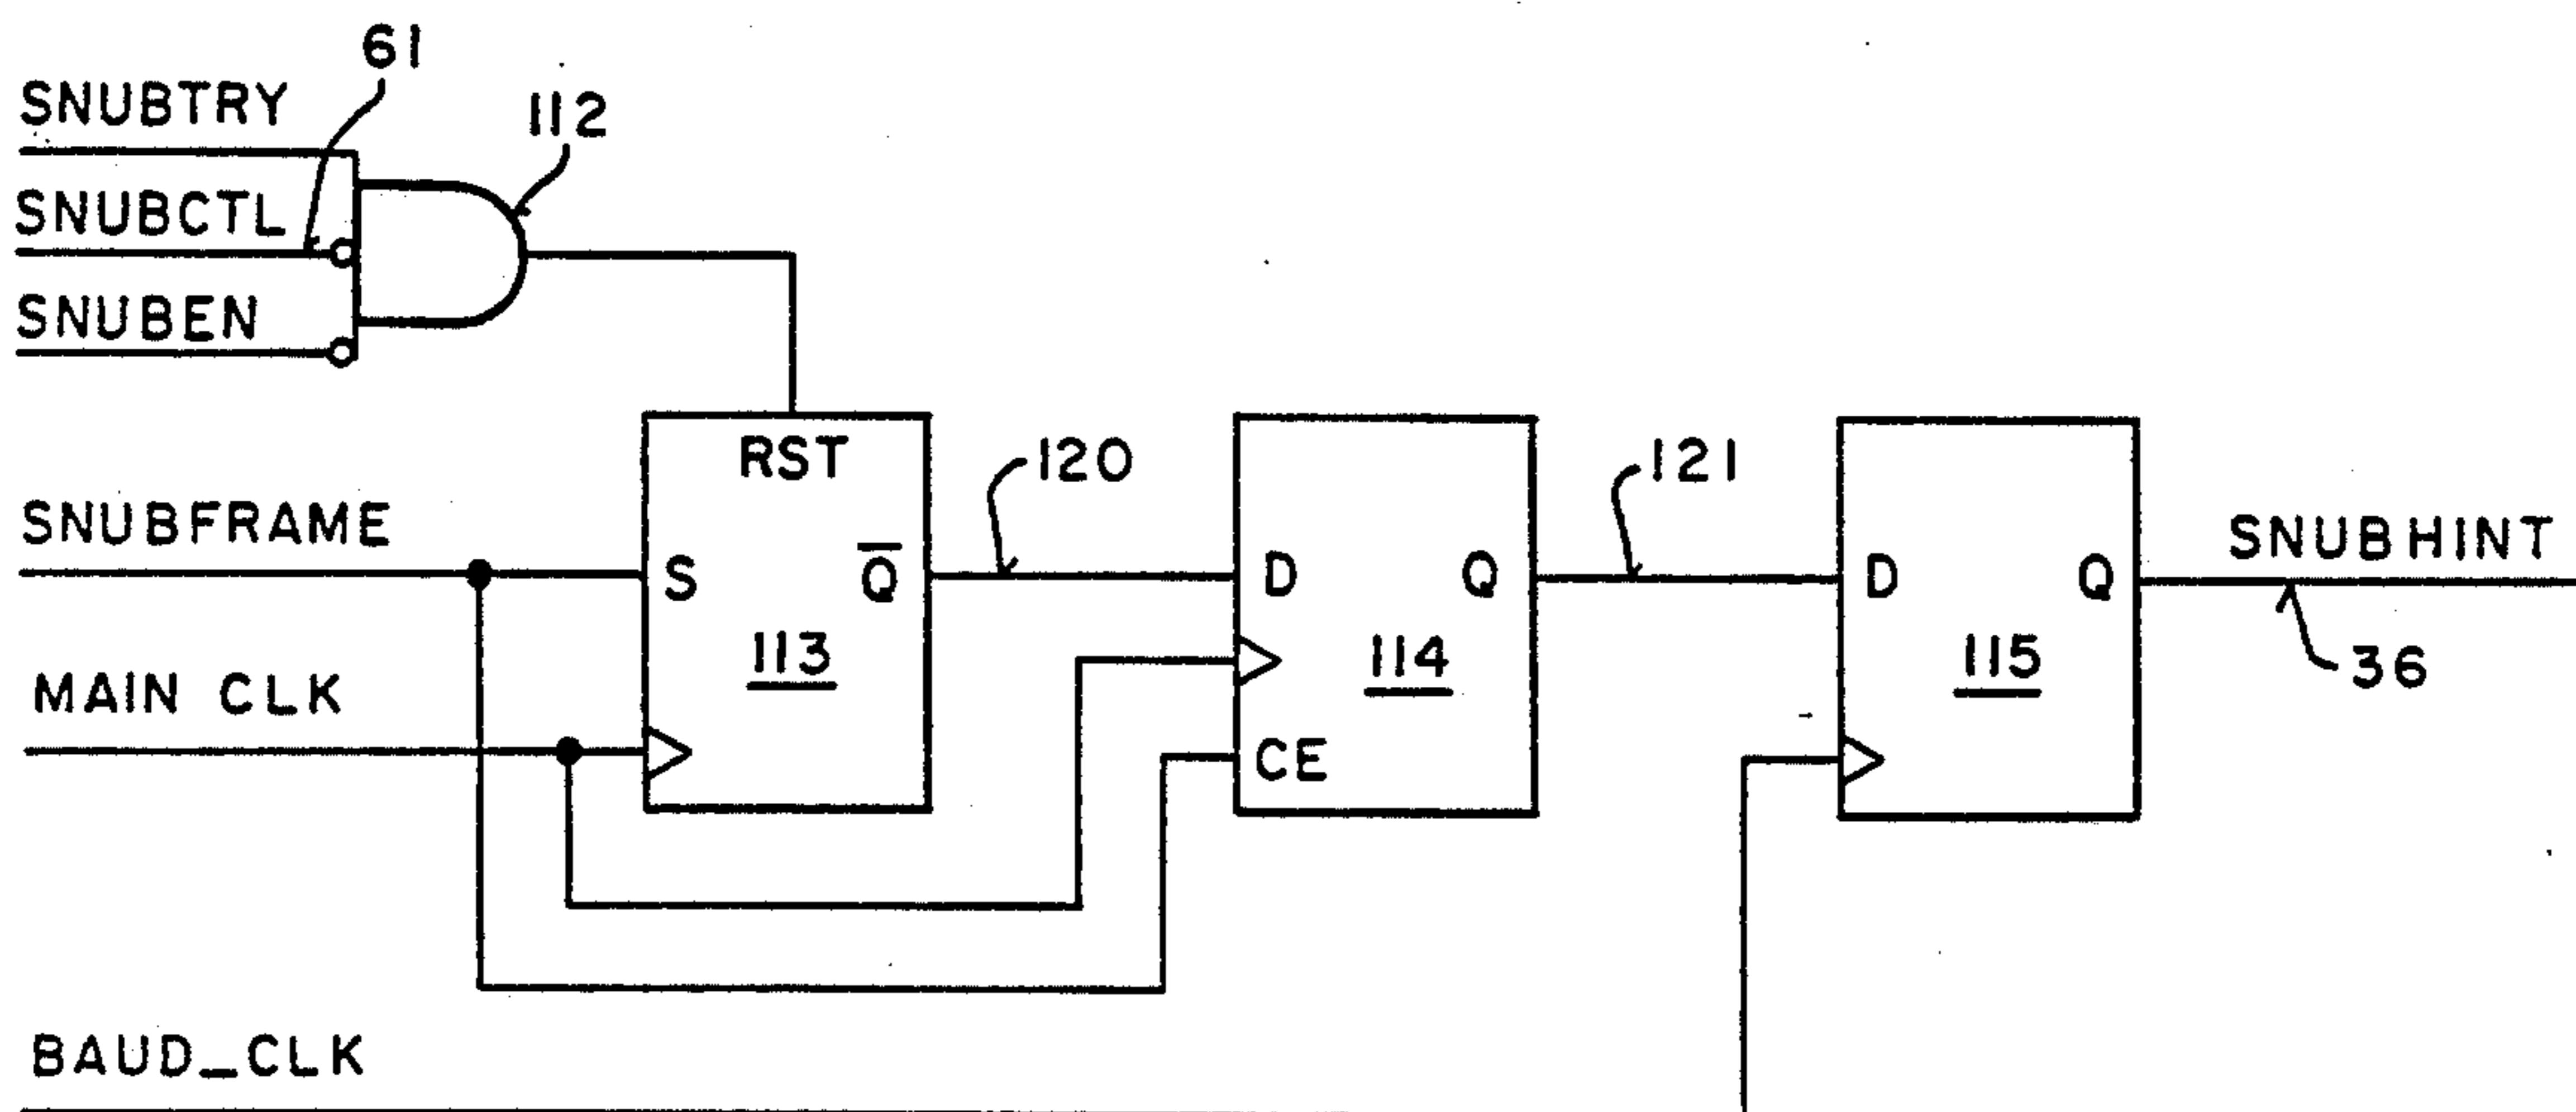 61
SNUBTRY
112
SNUBCTL
SNUBEN
RST
120
121
SNUBFRAME
SNUBHINT
S
Q̅
D
Q
D
Q
113
114
115
36
MAIN CLK
CE
BAUD_CLK